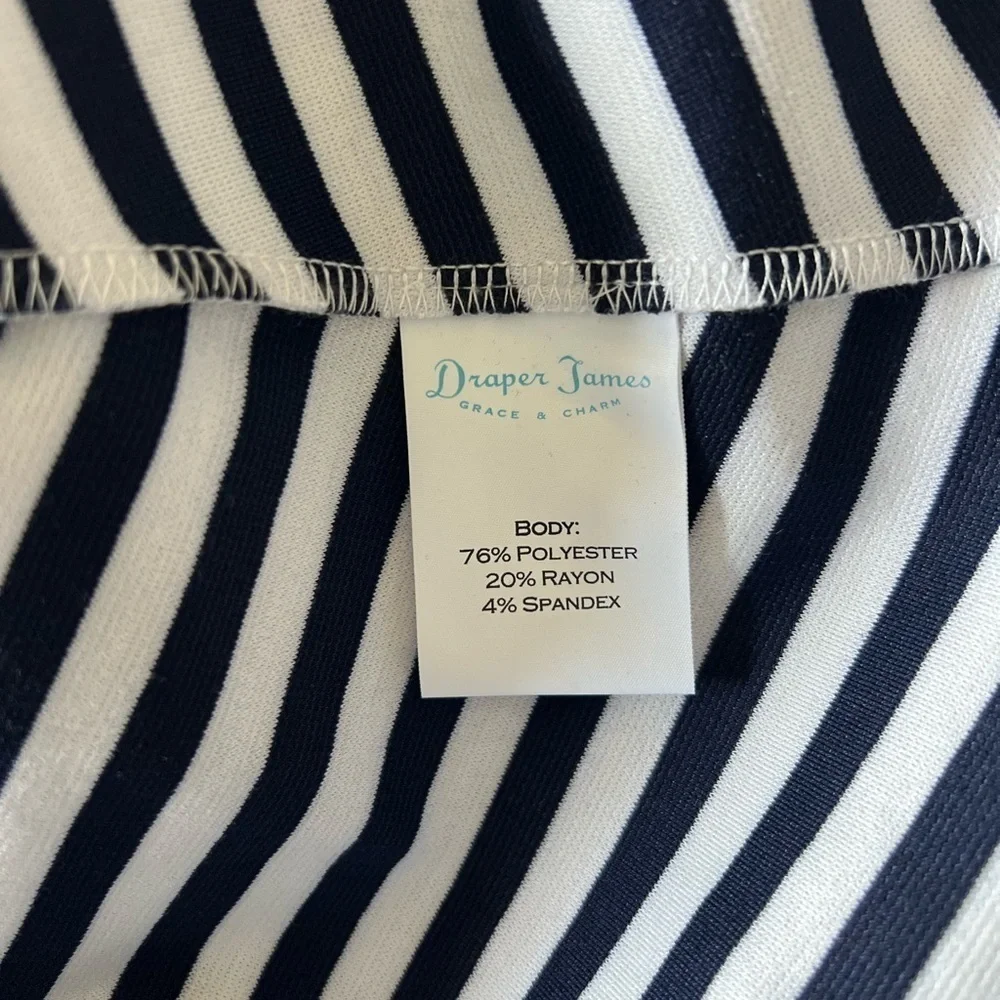 Draper James
GRACE & CHARM
BODY:
76% POLYESTER
20% RAYON
4% SPANDEX